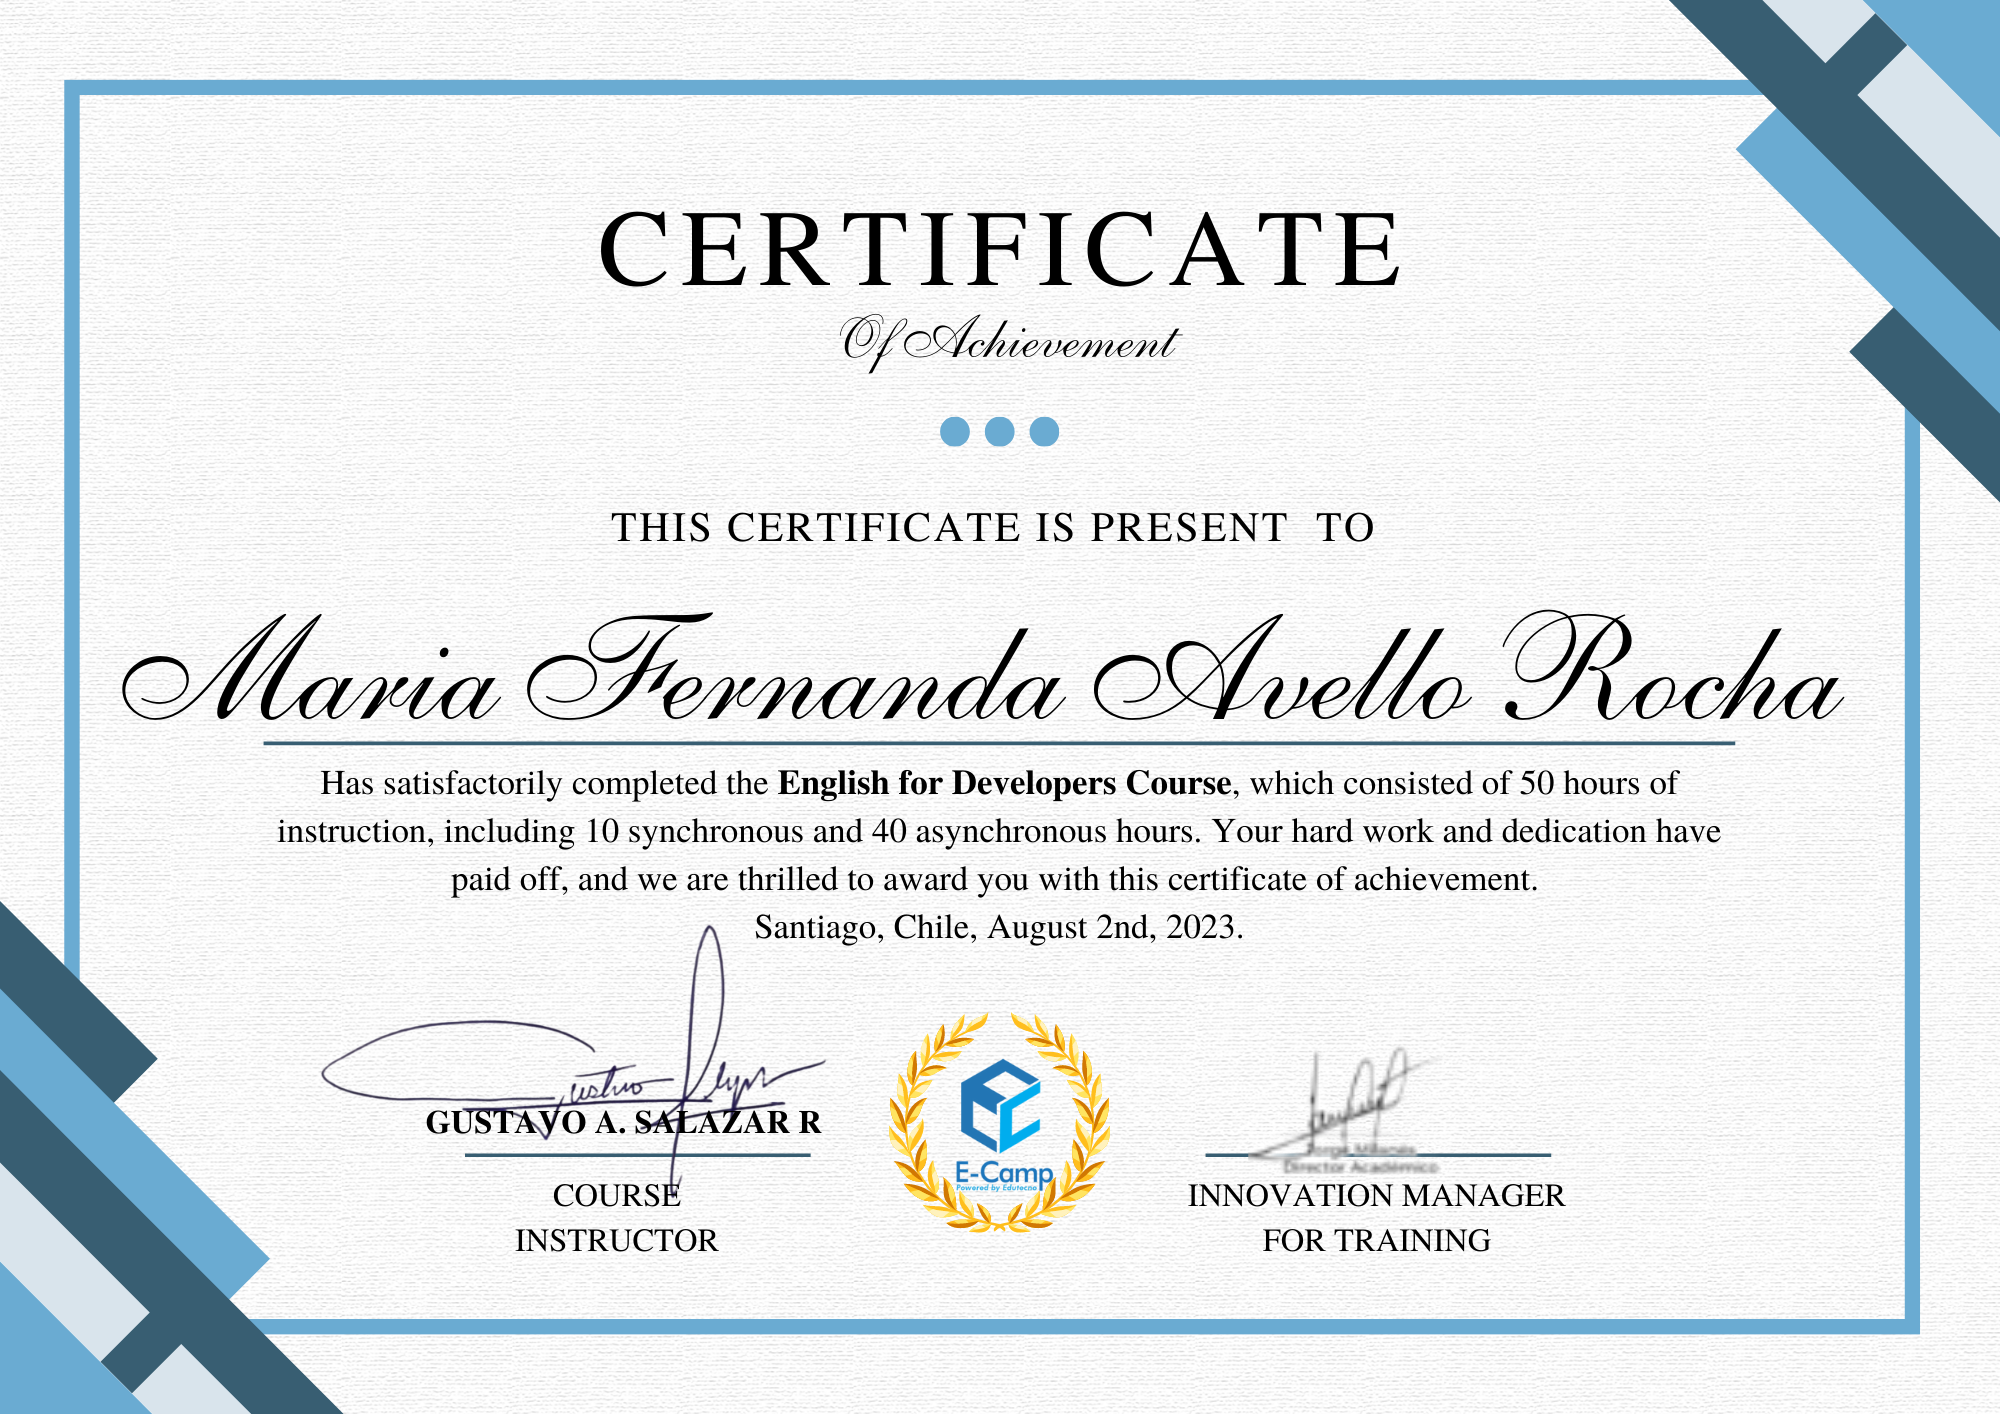 CERTIFICATE
Of Achievement
THIS CERTIFICATE IS PRESENT TO
Maria Fernanda Avello Rocha
Has satisfactorily completed the English for Developers Course, which consisted of 50 hours of
instruction, including 10 synchronous and 40 asynchronous hours. Your hard work and dedication have
paid off, and we are thrilled to award you with this certificate of achievement.
Santiago, Chile, August 2nd, 2023.
GUSTAVO A. SALAZAR R
COURSE
INSTRUCTOR
E-Camp
Powered by Edutecno
Director Académico
INNOVATION MANAGER
FOR TRAINING